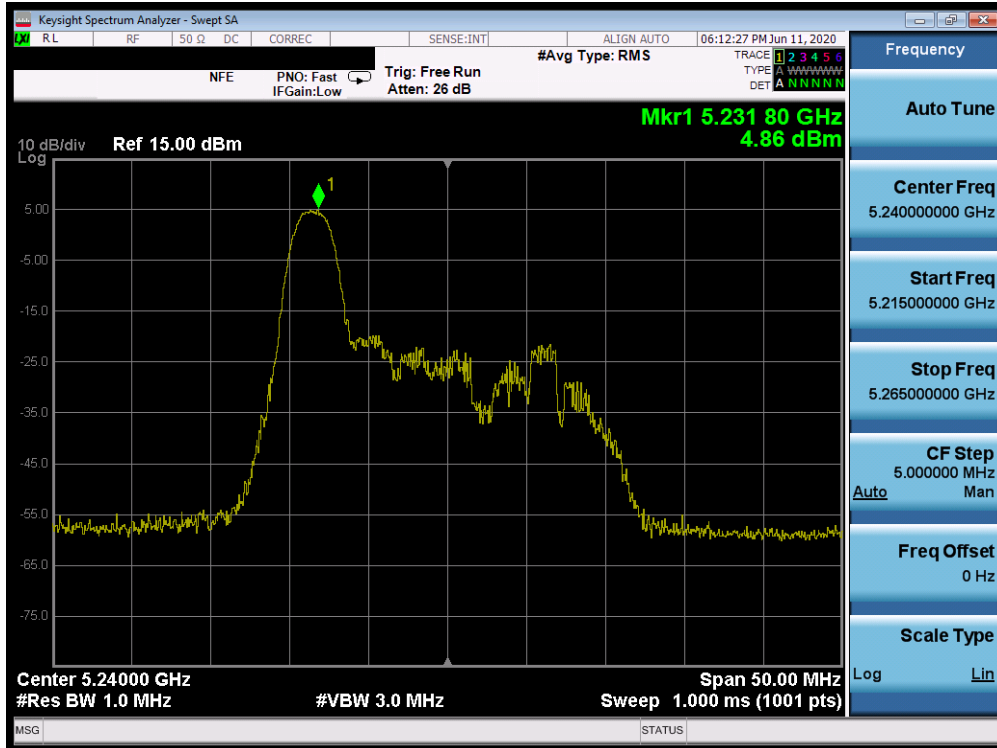 Keysight Spectrum Analyzer - Swept SA
LXI RL RF 50 Ω DC CORREC SENSE:INT ALIGN AUTO 06:12:27 PM Jun 11, 2020
#Avg Type: RMS TRACE 1 2 3 4 5 6
NFE PNO: Fast Trig: Free Run TYPE A WWWWW
IFGain:Low Atten: 26 dB DET A N N N N N
Mkr1 5.231 80 GHz
4.86 dBm
10 dB/div Ref 15.00 dBm
Log
1
5.00
-5.00
-15.0
-25.0
-35.0
-45.0
-55.0
-65.0
-75.0
Center 5.24000 GHz Span 50.00 MHz
#Res BW 1.0 MHz #VBW 3.0 MHz Sweep 1.000 ms (1001 pts)
MSG STATUS
Frequency
Auto Tune
Center Freq
5.240000000 GHz
Start Freq
5.215000000 GHz
Stop Freq
5.265000000 GHz
CF Step
5.000000 MHz
Auto Man
Freq Offset
0 Hz
Scale Type
Log Lin